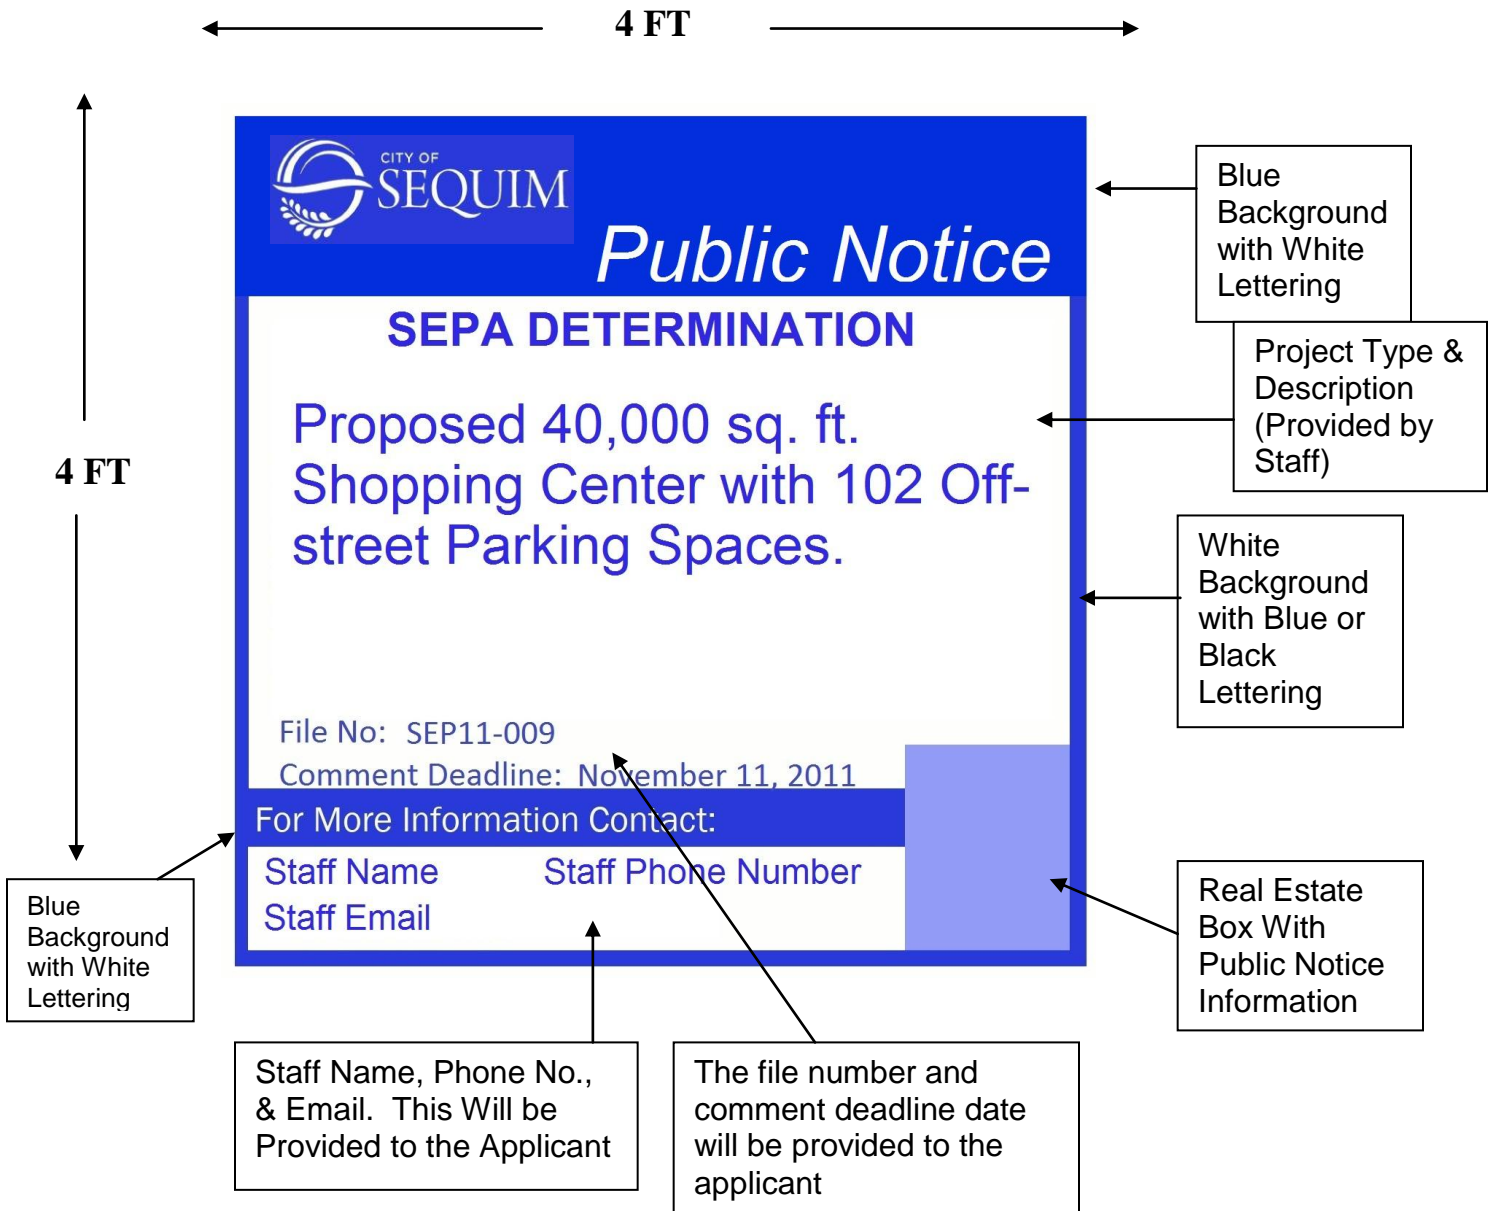 4 FT
4 FT
CITY OF
SEQUIM
Public Notice
SEPA DETERMINATION
Proposed 40,000 sq. ft.
Shopping Center with 102 Off-
street Parking Spaces.
File No: SEP11-009
Comment Deadline: November 11, 2011
For More Information Contact:
Staff Name Staff Phone Number
Staff Email
Blue
Background
with White
Lettering
Project Type &
Description
(Provided by
Staff)
White
Background
with Blue or
Black
Lettering
Real Estate
Box With
Public Notice
Information
Blue
Background
with White
Lettering
Staff Name, Phone No.,
& Email. This Will be
Provided to the Applicant
The file number and
comment deadline date
will be provided to the
applicant